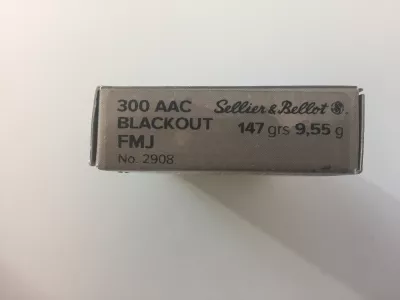 300 AAC
BLACKOUT
FMJ
No. 2908
Sellier & Bellot
147 grs 9,55 g